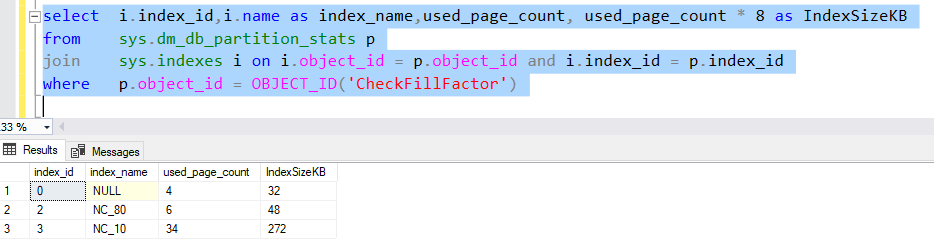 select i.index_id,i.name as index_name,used_page_count, used_page_count * 8 as IndexSizeKB
from sys.dm_db_partition_stats p
join sys.indexes i on i.object_id = p.object_id and i.index_id = p.index_id
where p.object_id = OBJECT_ID('CheckFillFactor')
33 %
Results Messages
index_id index_name used_page_count IndexSizeKB
1 0 NULL 4 32
2 2 NC_80 6 48
3 3 NC_10 34 272